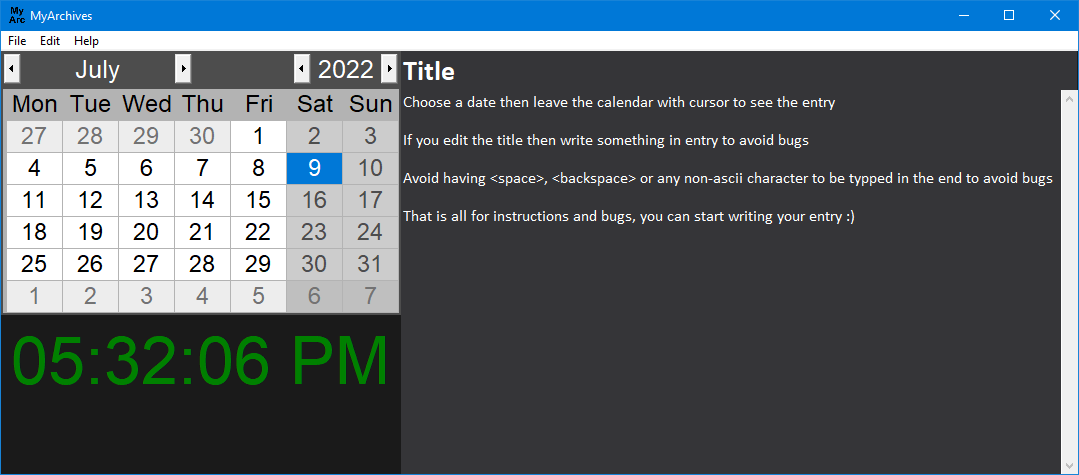 My
Arc MyArchives
File Edit Help
July 2022
Mon Tue Wed Thu Fri Sat Sun
27 28 29 30 1 2 3
4 5 6 7 8 9 10
11 12 13 14 15 16 17
18 19 20 21 22 23 24
25 26 27 28 29 30 31
1 2 3 4 5 6 7
05:32:06 PM
Title
Choose a date then leave the calendar with cursor to see the entry
If you edit the title then write something in entry to avoid bugs
Avoid having <space>, <backspace> or any non-ascii character to be typped in the end to avoid bugs
That is all for instructions and bugs, you can start writing your entry :)